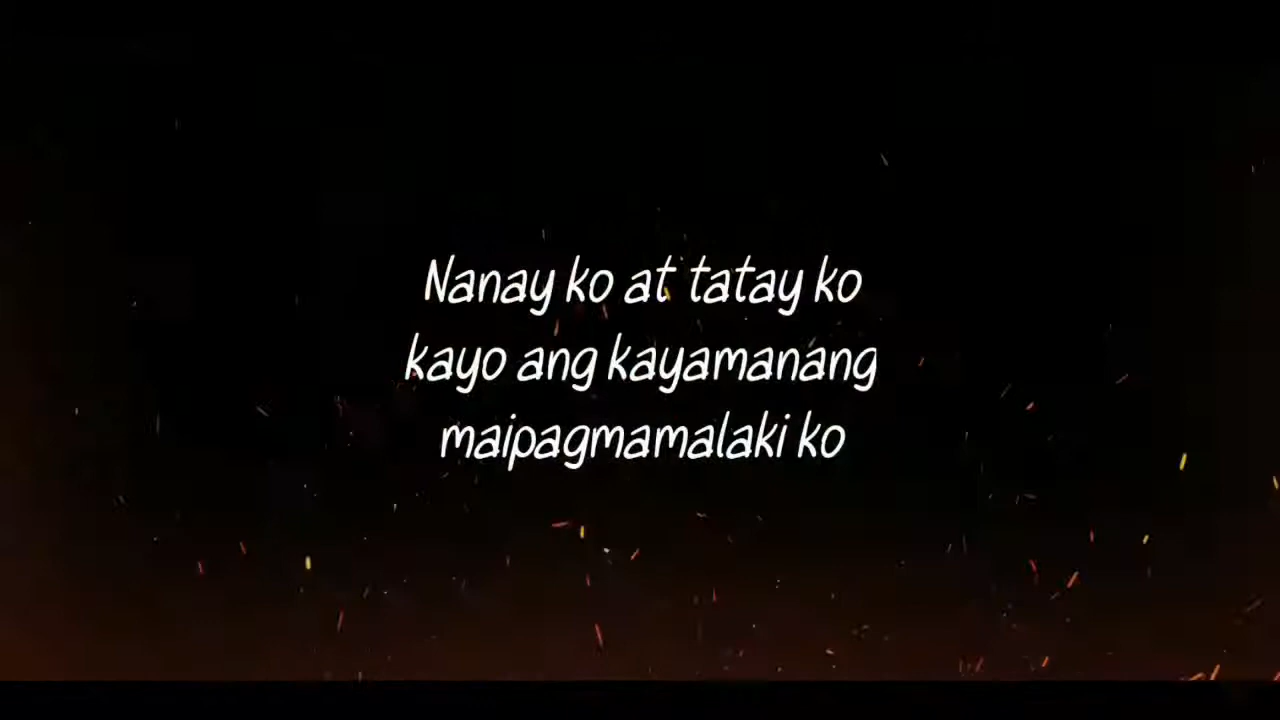 Nanay ko at tatay ko
kayo ang kayamanang
maipagmamalaki ko